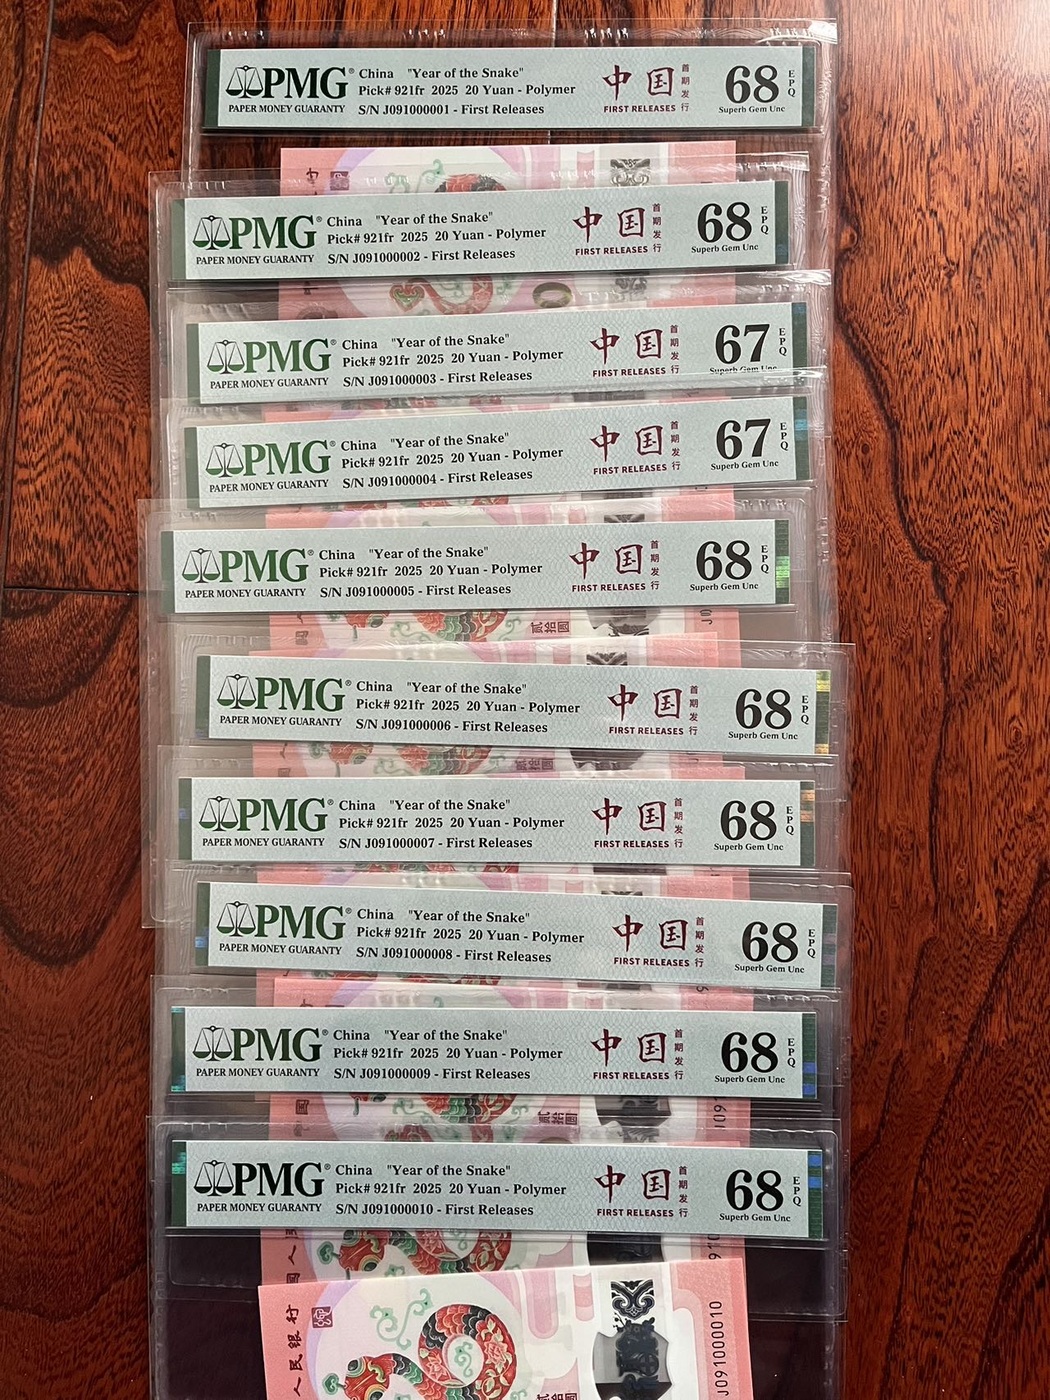 PMG® China "Year of the Snake" 中国 首期发行 68 EPQ
Pick# 921fr 2025 20 Yuan - Polymer
PAPER MONEY GUARANTY S/N J091000001 - First Releases FIRST RELEASES Superb Gem Unc
PMG® China "Year of the Snake" 中国 首期发行 68 EPQ
Pick# 921fr 2025 20 Yuan - Polymer
PAPER MONEY GUARANTY S/N J091000002 - First Releases FIRST RELEASES Superb Gem Unc
PMG® China "Year of the Snake" 中国 首期发行 67 EPQ
Pick# 921fr 2025 20 Yuan - Polymer
PAPER MONEY GUARANTY S/N J091000003 - First Releases FIRST RELEASES Superb Gem Unc
PMG® China "Year of the Snake" 中国 首期发行 67 EPQ
Pick# 921fr 2025 20 Yuan - Polymer
PAPER MONEY GUARANTY S/N J091000004 - First Releases FIRST RELEASES Superb Gem Unc
PMG® China "Year of the Snake" 中国 首期发行 68 EPQ
Pick# 921fr 2025 20 Yuan - Polymer
PAPER MONEY GUARANTY S/N J091000005 - First Releases FIRST RELEASES Superb Gem Unc
贰拾圆
PMG® China "Year of the Snake" 中国 首期发行 68 EPQ
Pick# 921fr 2025 20 Yuan - Polymer
PAPER MONEY GUARANTY S/N J091000006 - First Releases FIRST RELEASES Superb Gem Unc
贰拾圆
PMG® China "Year of the Snake" 中国 首期发行 68 EPQ
Pick# 921fr 2025 20 Yuan - Polymer
PAPER MONEY GUARANTY S/N J091000007 - First Releases FIRST RELEASES Superb Gem Unc
PMG® China "Year of the Snake" 中国 首期发行 68 EPQ
Pick# 921fr 2025 20 Yuan - Polymer
PAPER MONEY GUARANTY S/N J091000008 - First Releases FIRST RELEASES Superb Gem Unc
PMG® China "Year of the Snake" 中国 首期发行 68 EPQ
Pick# 921fr 2025 20 Yuan - Polymer
PAPER MONEY GUARANTY S/N J091000009 - First Releases FIRST RELEASES Superb Gem Unc
贰拾圆
PMG® China "Year of the Snake" 中国 首期发行 68 EPQ
Pick# 921fr 2025 20 Yuan - Polymer
PAPER MONEY GUARANTY S/N J091000010 - First Releases FIRST RELEASES Superb Gem Unc
人民银行
J091000010